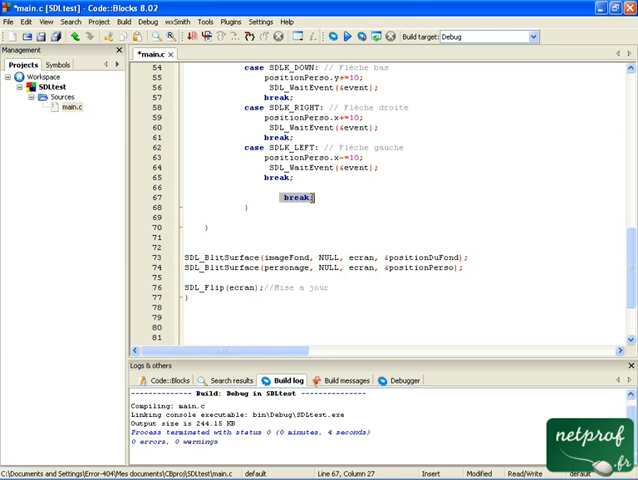 *main.c [SDLtest] - Code::Blocks 8.02
File Edit View Search Project Build Debug wxSmith Tools Plugins Settings Help
Build target: Debug
Management
Projects Symbols
Workspace
SDLtest
Sources
main.c
*main.c
54 case SDLK_DOWN: // Flèche bas
55 positionPerso.y+=10;
56 SDL_WaitEvent(&event);
57 break;
58 case SDLK_RIGHT: // Flèche droite
59 positionPerso.x+=10;
60 SDL_WaitEvent(&event);
61 break;
62 case SDLK_LEFT: // Flèche gauche
63 positionPerso.x-=10;
64 SDL_WaitEvent(&event);
65 break;
66
67 break;
68 }
69
70 }
71
72
73 SDL_BlitSurface(imageFond, NULL, ecran, &positionDuFond);
74 SDL_BlitSurface(personage, NULL, ecran, &positionPerso);
75
76 SDL_Flip(ecran);//Mise a jour
77 }
78
79
80
81
Logs & others
Code::Blocks Search results Build log Build messages Debugger
-------------- Build: Debug in SDLtest ---------------
Compiling: main.c
Linking console executable: bin\Debug\SDLtest.exe
Output size is 244.15 KB
Process terminated with status 0 (0 minutes, 4 seconds)
0 errors, 0 warnings
netprof
.fr
C:\Documents and Settings\Error-404\Mes documents\CBproj\SDLtest\main.c default Line 67, Column 27 Insert Modified Read/Write default